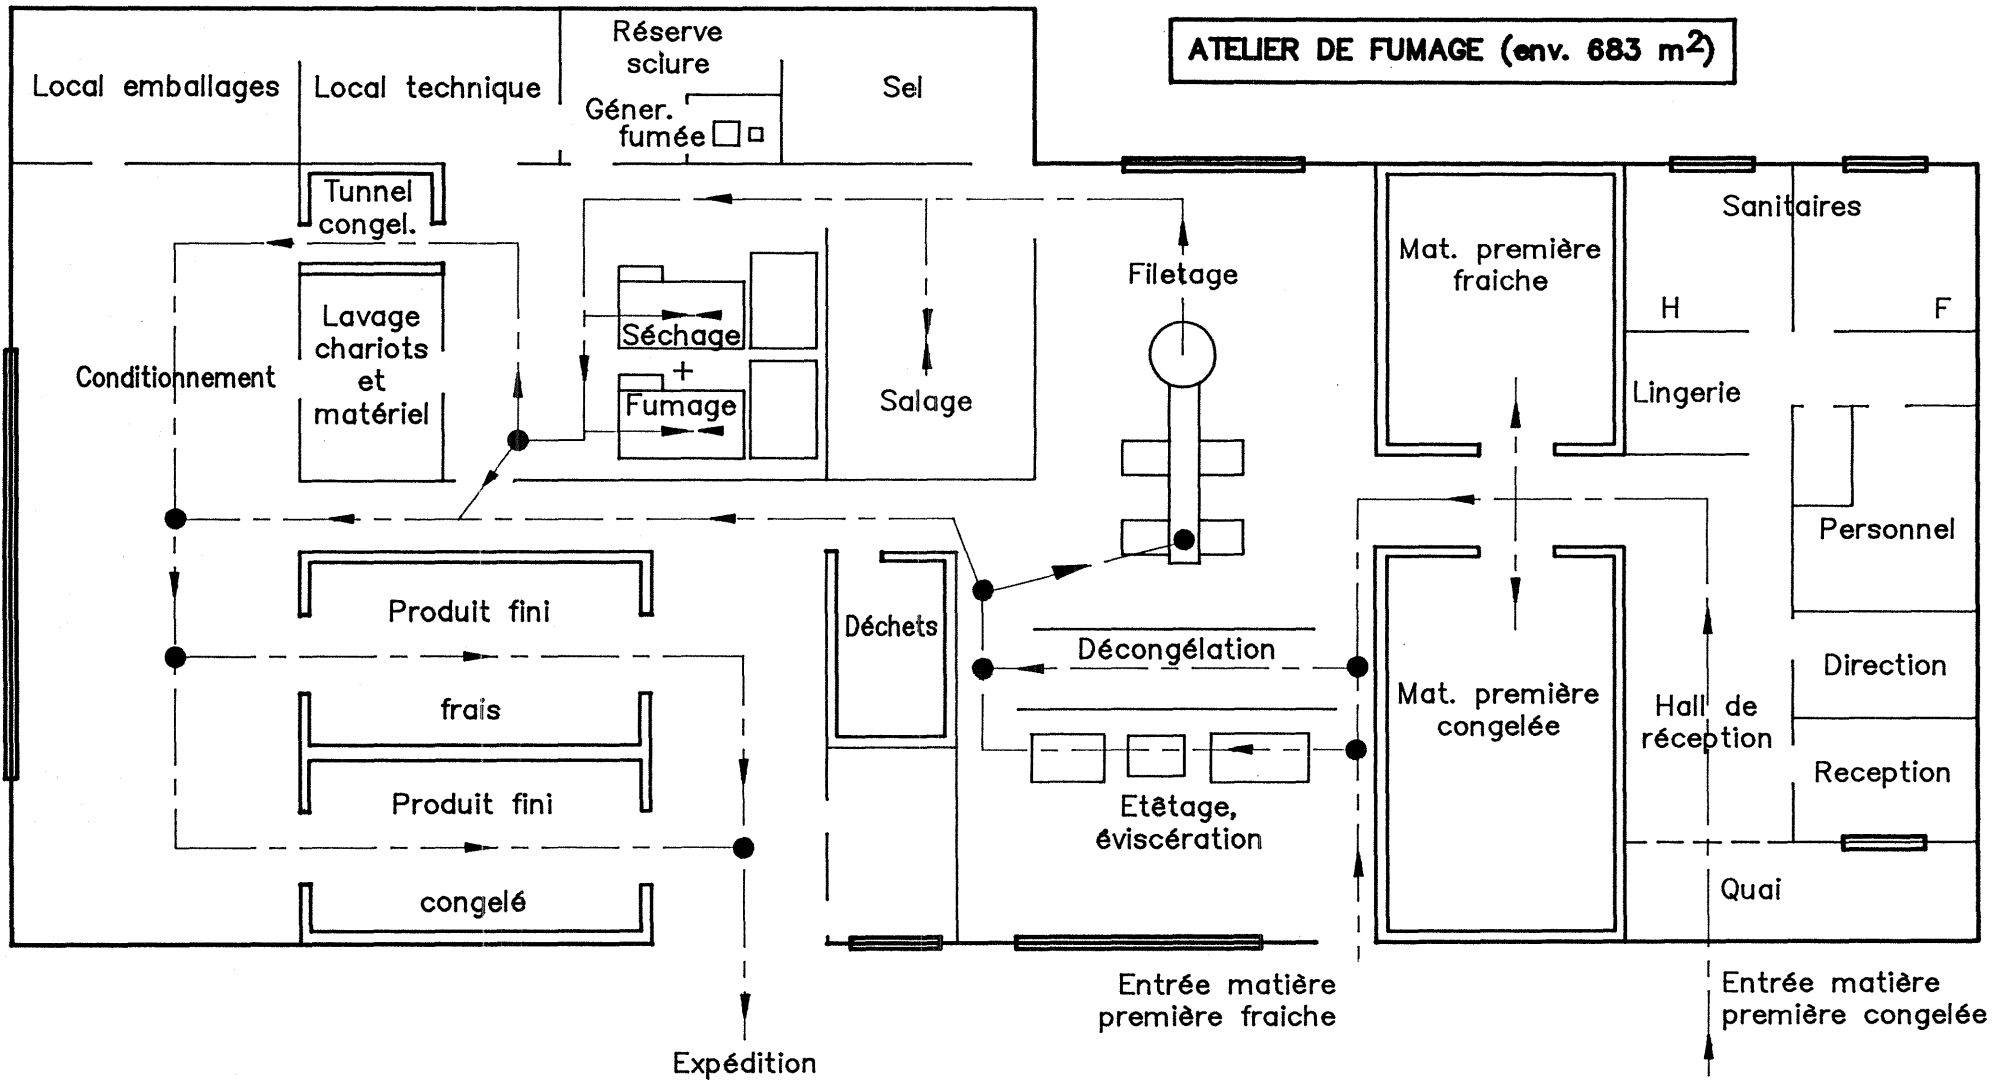 ATELIER DE FUMAGE (env. 683 m²)
Réserve
sciure
Local emballages
Local technique
Sel
Géner.
fumée
Tunnel
congel.
Sanitaires
Mat. première
fraiche
Filetage
H
F
Lavage
chariots
et
matériel
Séchage
+
Fumage
Conditionnement
Salage
Lingerie
Personnel
Produit fini
frais
Déchets
Décongélation
Direction
Mat. première
congelée
Hall de
réception
Reception
Produit fini
congelé
Etêtage,
éviscération
Quai
Entrée matière
première fraiche
Entrée matière
première congelée
Expédition